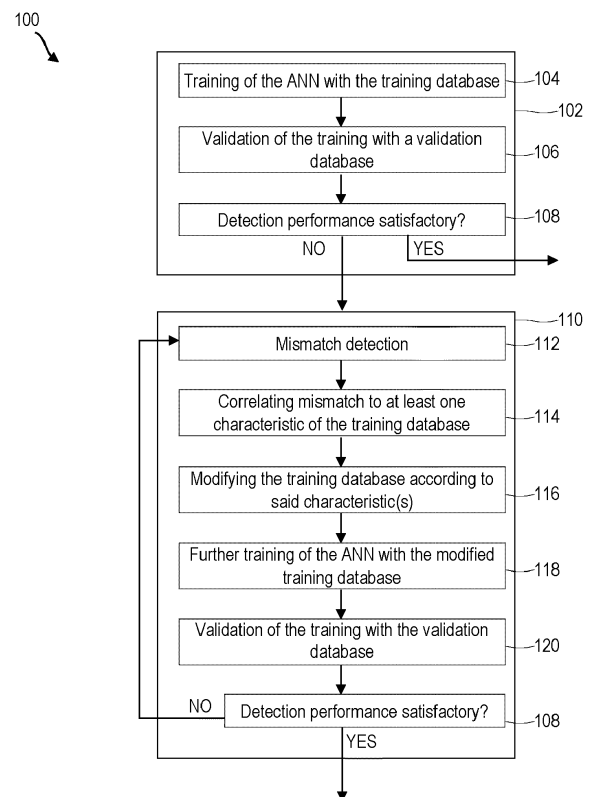 100
Training of the ANN with the training database
104
102
Validation of the training with a validation
database
106
Detection performance satisfactory?
108
NO
YES
110
Mismatch detection
112
Correlating mismatch to at least one
characteristic of the training database
114
Modifying the training database according to
said characteristic(s)
116
Further training of the ANN with the modified
training database
118
Validation of the training with the validation
database
120
NO
Detection performance satisfactory?
108
YES